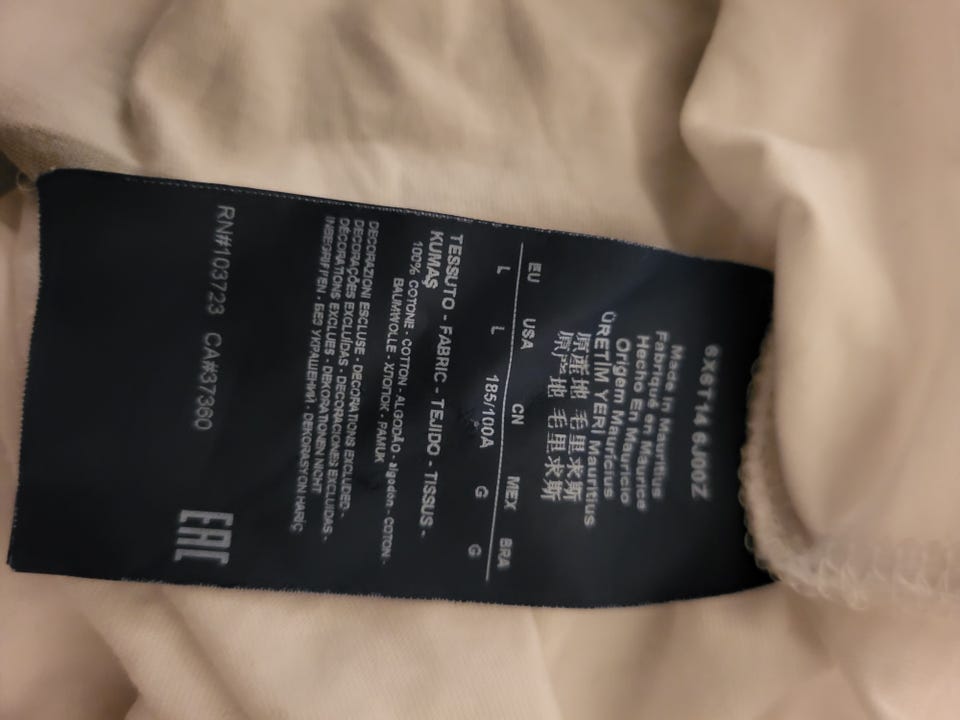 6XST14 6J00Z
Made In Mauritius
Fabriqué en Maurice
Hecho En Mauricio
Origem Mauricius
ÜRETİM YERİ Mauritius
原產地 毛里求斯
原产地 毛里求斯
EU USA CN MEX BRA
L L 185/100A G G
TESSUTO - FABRIC - TEJIDO - TISSUS -
KUMAŞ
100% COTONE - COTTON - ALGODÃO - algodón - COTON -
BAUMWOLLE - ХЛОПОК - PAMUK
DECORAZIONI ESCLUSE - DECORATIONS EXCLUDED -
DECORAÇÕES EXCLUÍDAS - DECORACIONES EXCLUIDAS -
DÉCORATIONS EXCLUES - DEKORATIONEN NICHT
INBEGRIFFEN - БЕЗ УКРАШЕНИЙ - DEKORASYON HARİÇ
RN#103723 CA#37360
EAC